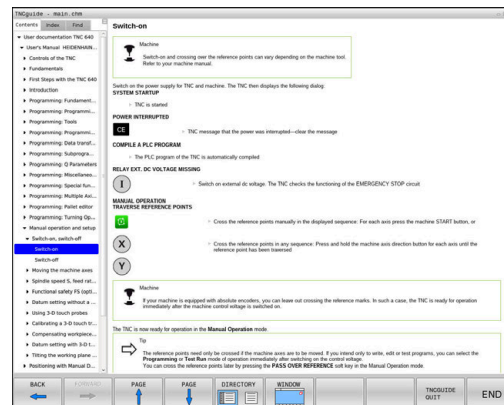 TNCguide - main.chm
Contents Index Find
User documentation TNC 640
User's Manual HEIDENHAIN...
Controls of the TNC
Fundamentals
First Steps with the TNC 640
Introduction
Programming: Fundament...
Programming: Programmi...
Programming: Tools
Programming: Programmi...
Programming: Data transf...
Programming: Subprogra...
Programming: Q Parameters
Programming: Miscellaneo...
Programming: Special fun...
Programming: Multiple Axi...
Programming: Pallet editor
Programming: Turning Op...
Manual operation and setup
Switch-on, switch-off
Switch-on
Switch-off
Moving the machine axes
Spindle speed S, feed rat...
Functional safety FS (opti...
Datum setting without a ...
Using 3-D touch probes
Calibrating a 3-D touch tr...
Compensating workpiece...
Datum setting with 3-D t...
Tilting the working plane ...
Positioning with Manual D...
Switch-on
Machine
Switch-on and crossing over the reference points can vary depending on the machine tool.
Refer to your machine manual.
Switch on the power supply for TNC and machine. The TNC then displays the following dialog:
SYSTEM STARTUP
TNC is started
POWER INTERRUPTED
CE
TNC message that the power was interrupted—clear the message
COMPILE A PLC PROGRAM
The PLC program of the TNC is automatically compiled
RELAY EXT. DC VOLTAGE MISSING
I
Switch on external dc voltage. The TNC checks the functioning of the EMERGENCY STOP circuit
MANUAL OPERATION
TRAVERSE REFERENCE POINTS
Cross the reference points manually in the displayed sequence: For each axis press the machine START button, or
X
Cross the reference points in any sequence: Press and hold the machine axis direction button for each axis until the
reference point has been traversed
Y
Machine
If your machine is equipped with absolute encoders, you can leave out crossing the reference marks. In such a case, the TNC is ready for operation
immediately after the machine control voltage is switched on.
The TNC is now ready for operation in the Manual Operation mode.
Tip
The reference points need only be crossed if the machine axes are to be moved. If you intend only to write, edit or test programs, you can select the
Programming or Test Run mode of operation immediately after switching on the control voltage.
You can cross the reference points later by pressing the PASS OVER REFERENCE soft key in the Manual Operation mode.
BACK FORWARD PAGE PAGE DIRECTORY WINDOW TNCGUIDE QUIT END